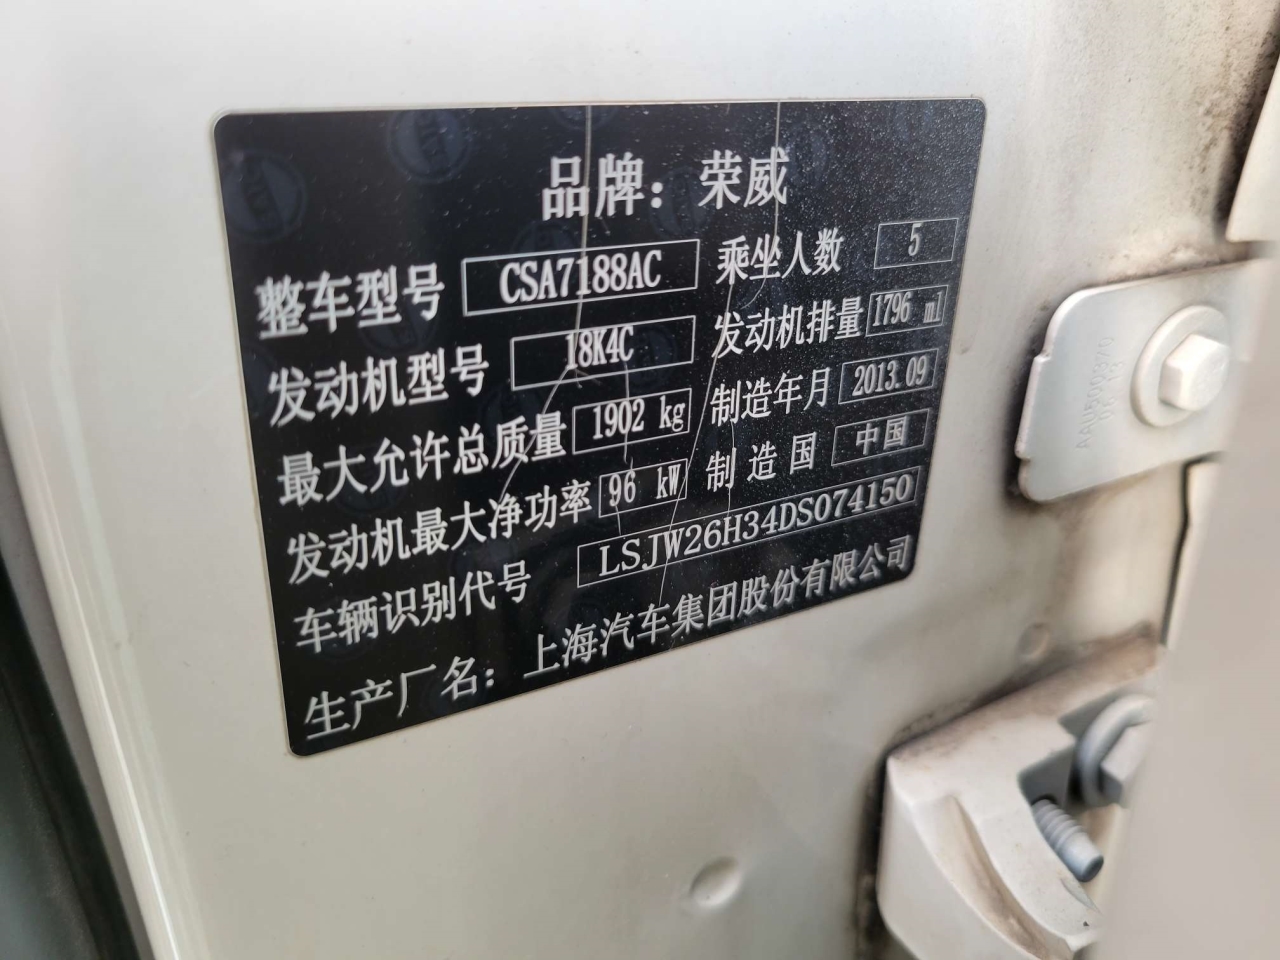 品牌：荣威
整车型号 CSA7188AC 乘坐人数 5
发动机型号 18K4C 发动机排量 1796 ml
最大允许总质量 1902 kg 制造年月 2013.09
发动机最大净功率 96 kW 制造国 中国
车辆识别代号 LSJW26H34DS074150
生产厂名：上海汽车集团股份有限公司